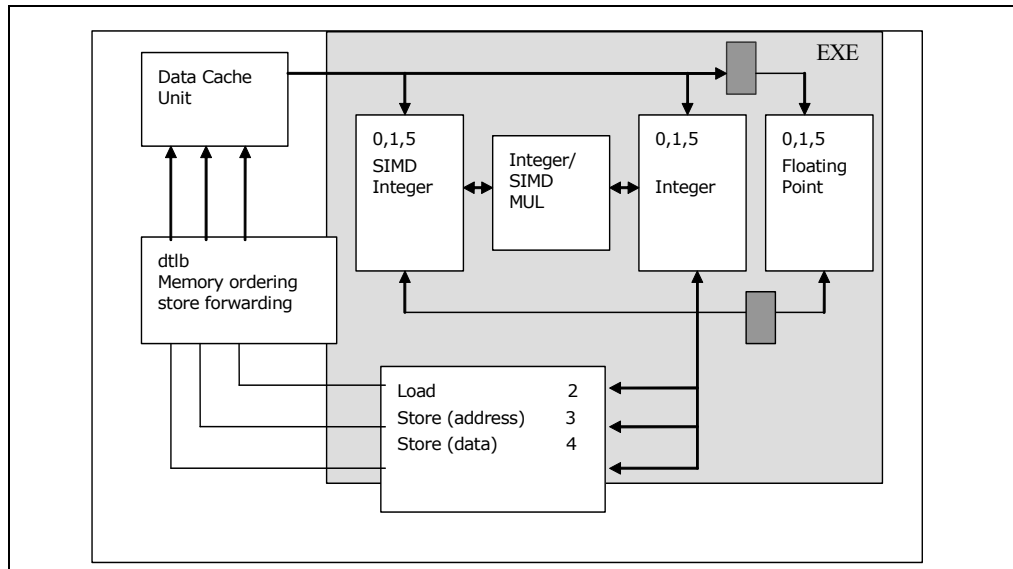 EXE
Data Cache
Unit
0,1,5
SIMD
Integer
Integer/
SIMD
MUL
0,1,5
Integer
0,1,5
Floating
Point
dtlb
Memory ordering
store forwarding
Load 2
Store (address) 3
Store (data) 4